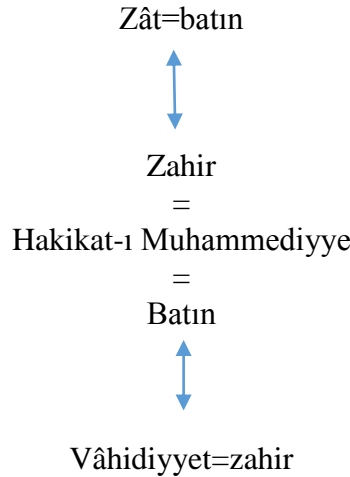 Zât=batın
Zahir
=
Hakikat-ı Muhammediyye
=
Batın
Vâhidiyyet=zahir